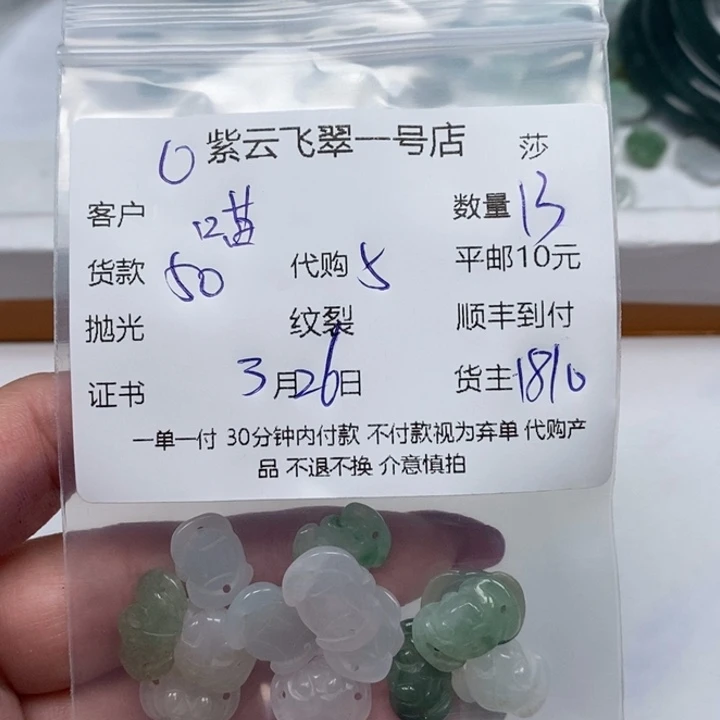 0 紫云飞翠一号店 莎
客户 喵 数量 13
货款 50 代购 5 平邮10元
抛光 纹裂 顺丰到付
证书 3月26日 货主 1810
一单一付 30分钟内付款 不付款视为弃单 代购产
品 不退不换 介意慎拍